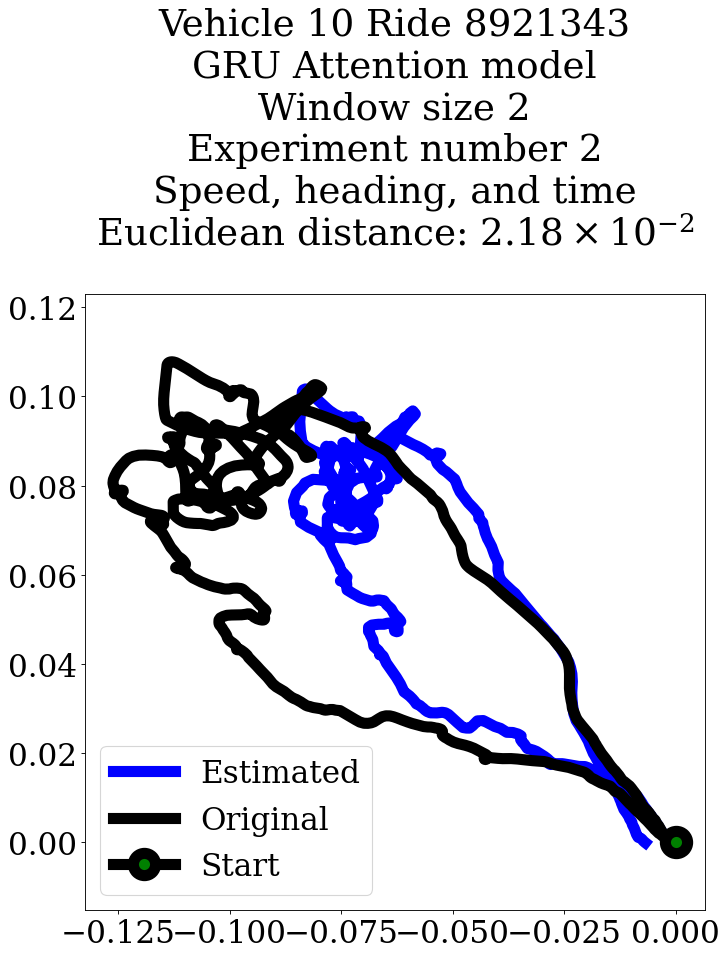 Vehicle 10 Ride 8921343
GRU Attention model
Window size 2
Experiment number 2
Speed, heading, and time
Euclidean distance: 2.18 × 10⁻²
0.12
0.10
0.08
0.06
0.04
0.02
0.00
Estimated
Original
Start
−0.125 −0.100 −0.075 −0.050 −0.025 0.000